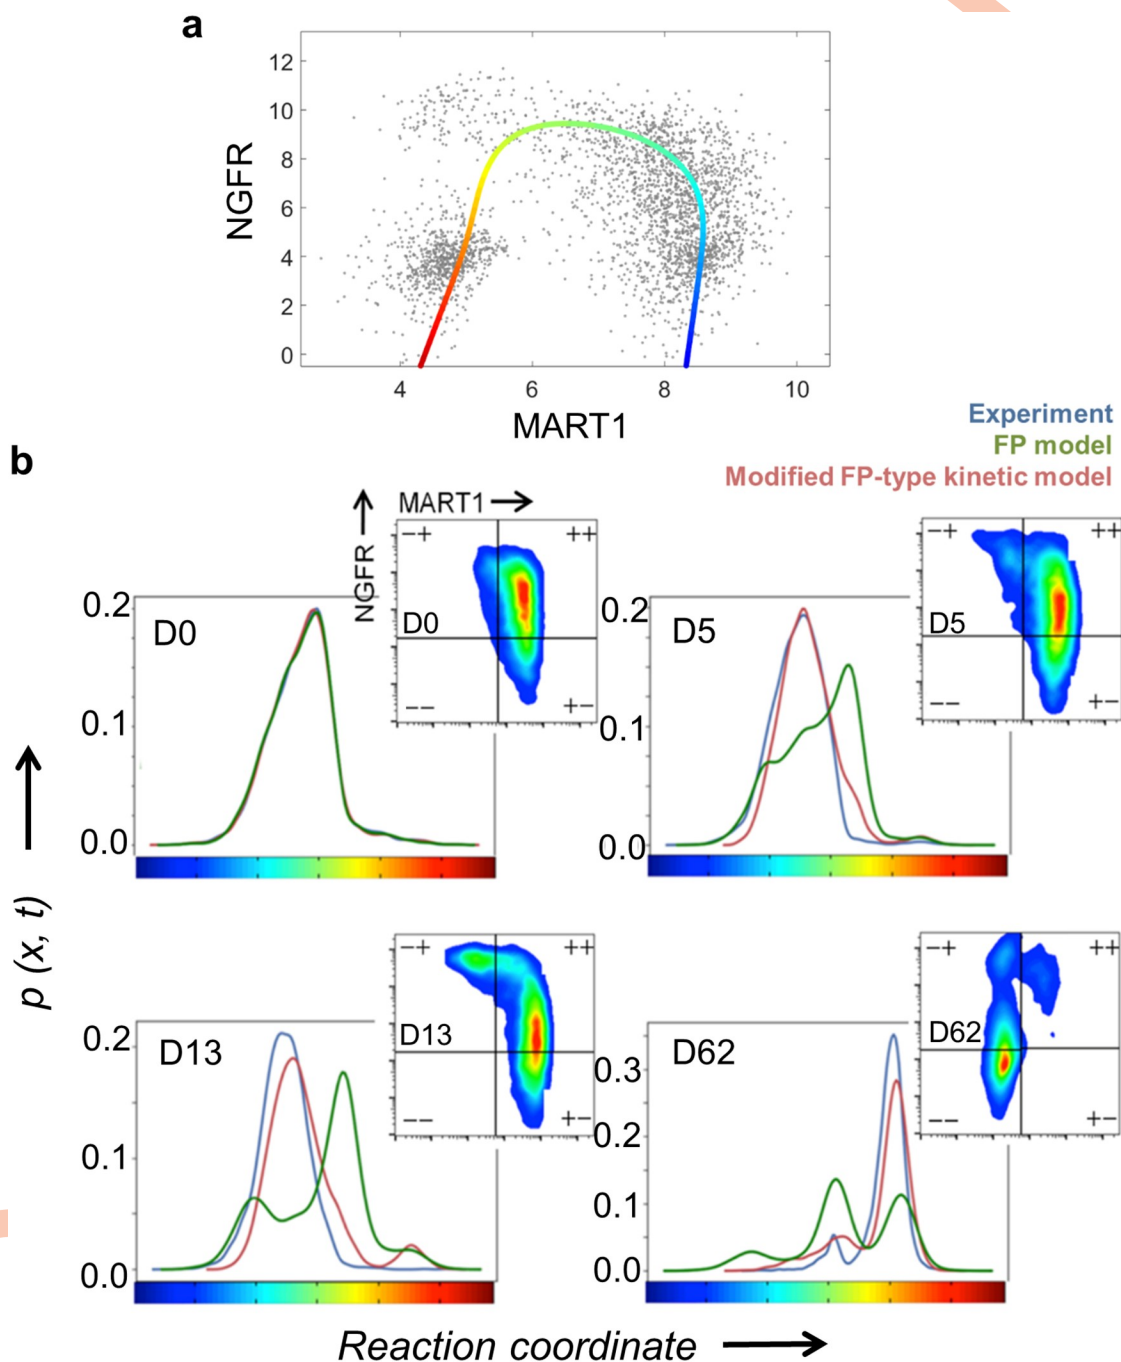 a
12
10
8
6
4
2
0
NGFR
4 6 8 10
MART1
Experiment
FP model
Modified FP-type kinetic model
b
MART1
NGFR
−+ ++
D0
−− +−
−+ ++
D5
−− +−
0.2
0.1
0.0
D0
0.2
0.1
0.0
D5
p (x, t)
−+ ++
D13
−− +−
−+ ++
D62
−− +−
0.2
0.1
0.0
D13
0.3
0.2
0.1
0.0
D62
Reaction coordinate